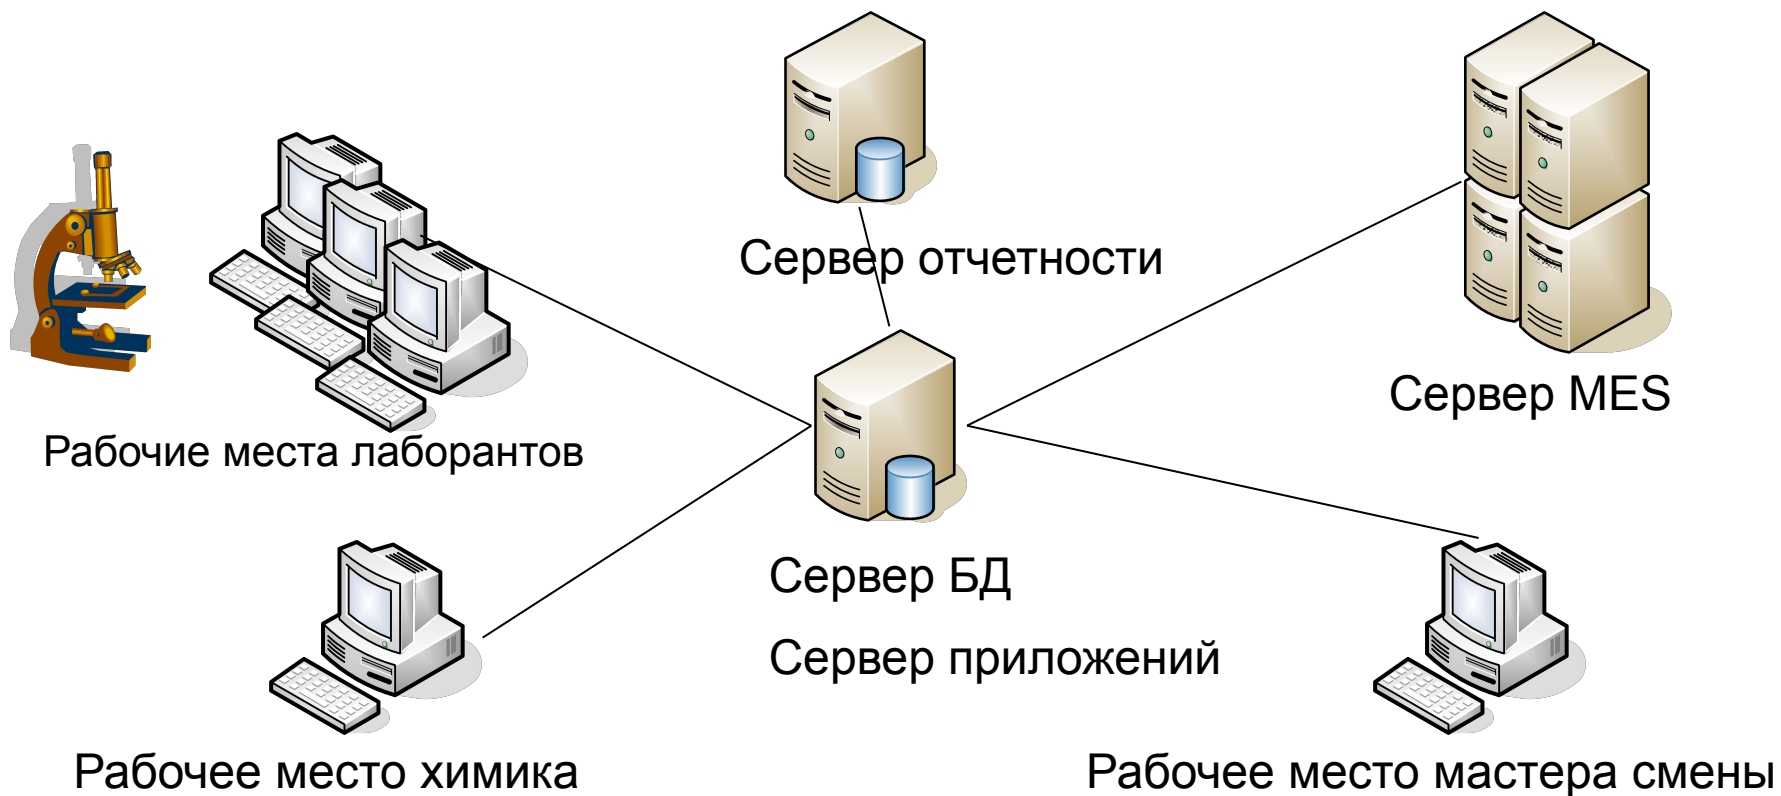 Сервер отчетности
Сервер MES
Рабочие места лаборантов
Сервер БД
Сервер приложений
Рабочее место химика
Рабочее место мастера смены